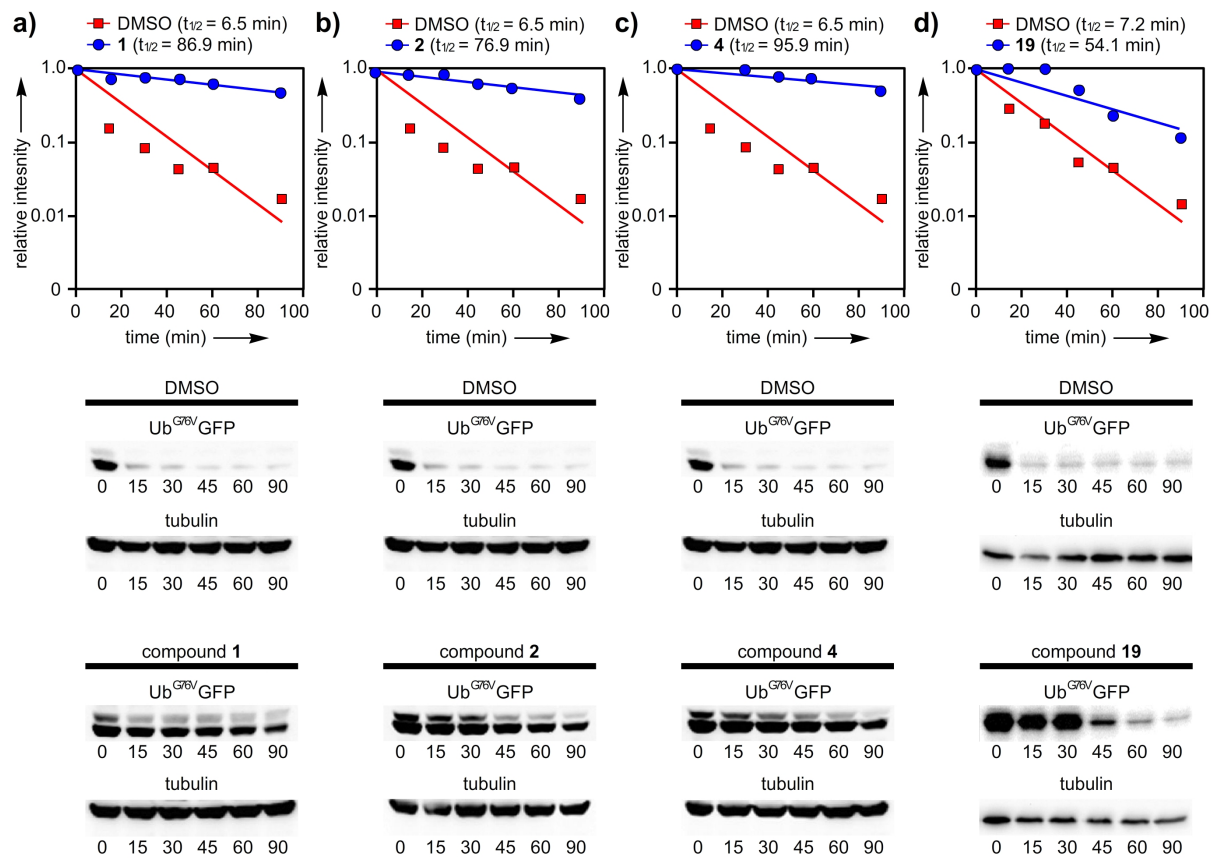 a)
DMSO (t1/2 = 6.5 min)
1 (t1/2 = 86.9 min)
relative intesnity
1.0
0.1
0.01
0
0 20 40 60 80 100
time (min)
b)
DMSO (t1/2 = 6.5 min)
2 (t1/2 = 76.9 min)
relative intesnity
1.0
0.1
0.01
0
0 20 40 60 80 100
time (min)
c)
DMSO (t1/2 = 6.5 min)
4 (t1/2 = 95.9 min)
relative intesnity
1.0
0.1
0.01
0
0 20 40 60 80 100
time (min)
d)
DMSO (t1/2 = 7.2 min)
19 (t1/2 = 54.1 min)
relative intesnity
1.0
0.1
0.01
0
0 20 40 60 80 100
time (min)
DMSO
UbG76VGFP
0 15 30 45 60 90
tubulin
0 15 30 45 60 90
DMSO
UbG76VGFP
0 15 30 45 60 90
tubulin
0 15 30 45 60 90
DMSO
UbG76VGFP
0 15 30 45 60 90
tubulin
0 15 30 45 60 90
DMSO
UbG76VGFP
0 15 30 45 60 90
tubulin
0 15 30 45 60 90
compound 1
UbG76VGFP
0 15 30 45 60 90
tubulin
0 15 30 45 60 90
compound 2
UbG76VGFP
0 15 30 45 60 90
tubulin
0 15 30 45 60 90
compound 4
UbG76VGFP
0 15 30 45 60 90
tubulin
0 15 30 45 60 90
compound 19
UbG76VGFP
0 15 30 45 60 90
tubulin
0 15 30 45 60 90